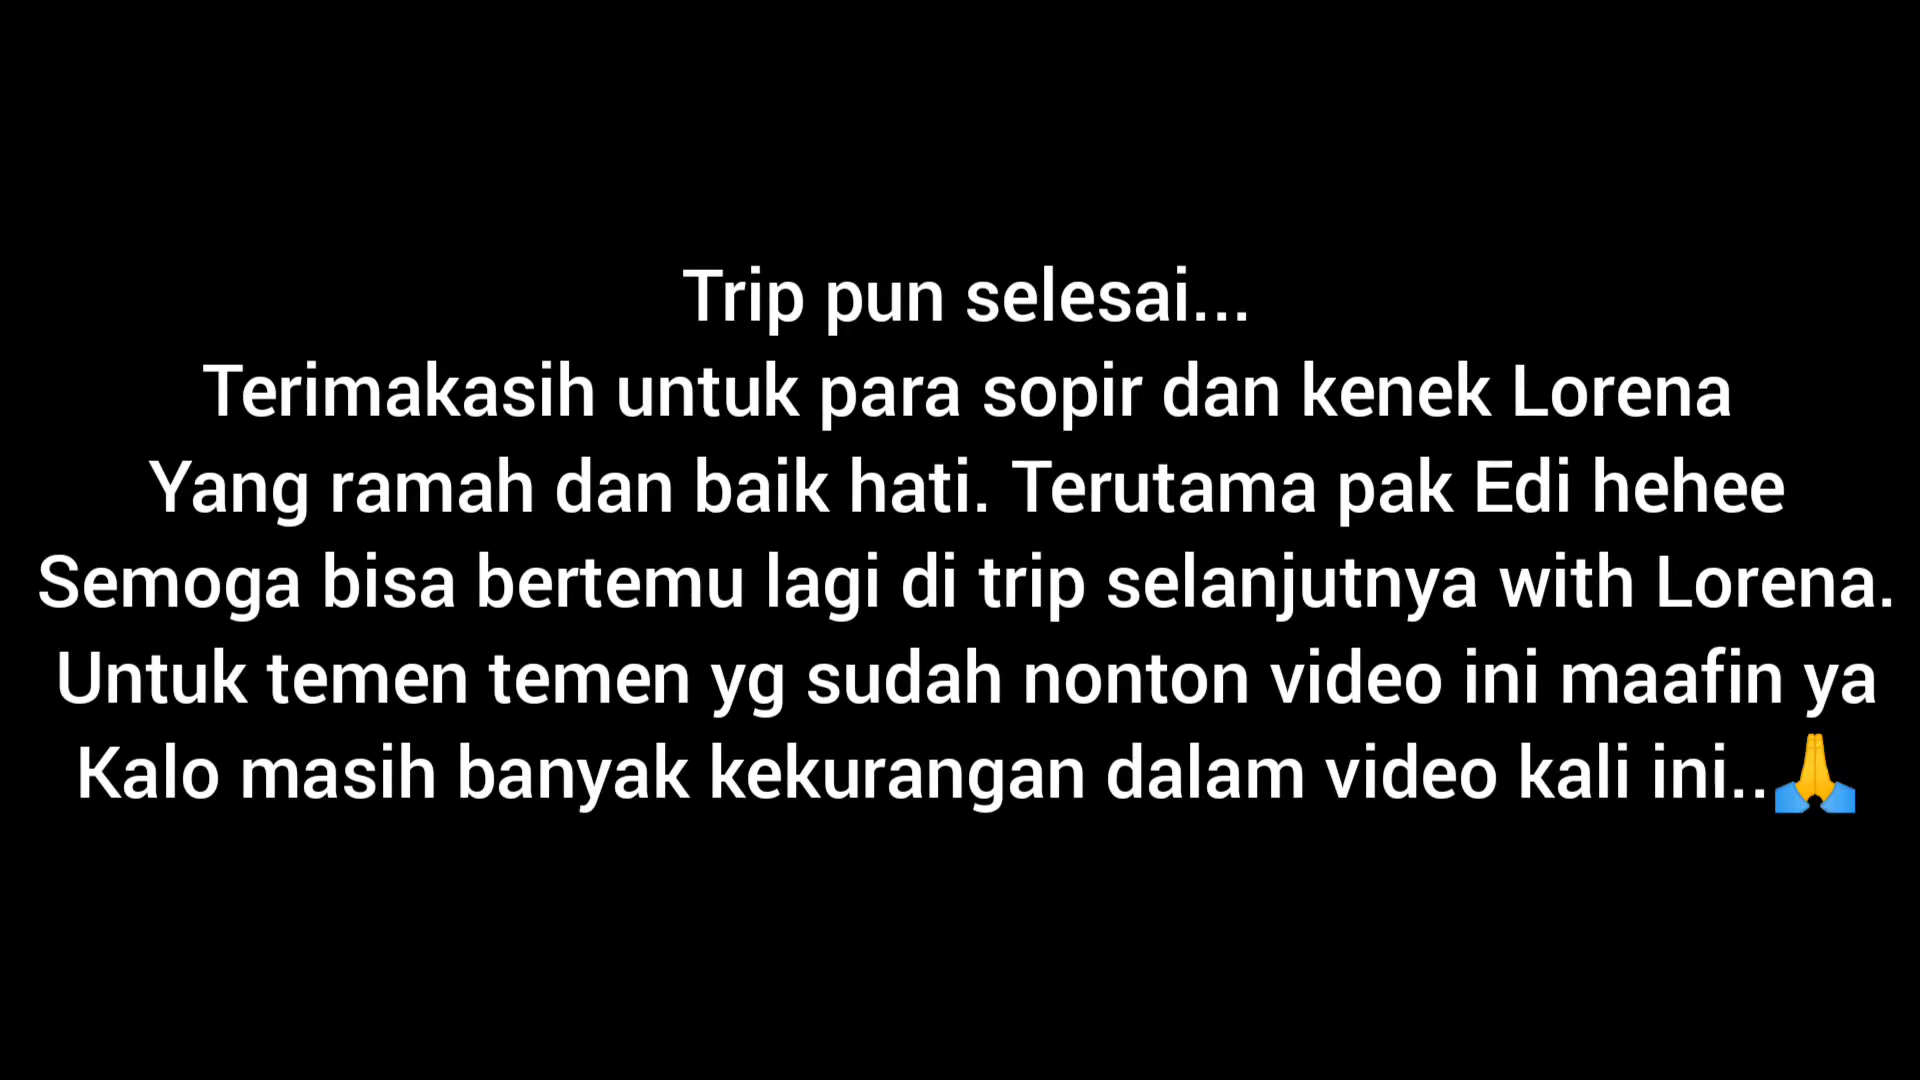 Trip pun selesai...
Terimakasih untuk para sopir dan kenek Lorena
Yang ramah dan baik hati. Terutama pak Edi hehee
Semoga bisa bertemu lagi di trip selanjutnya with Lorena.
Untuk temen temen yg sudah nonton video ini maafin ya
Kalo masih banyak kekurangan dalam video kali ini..🙏